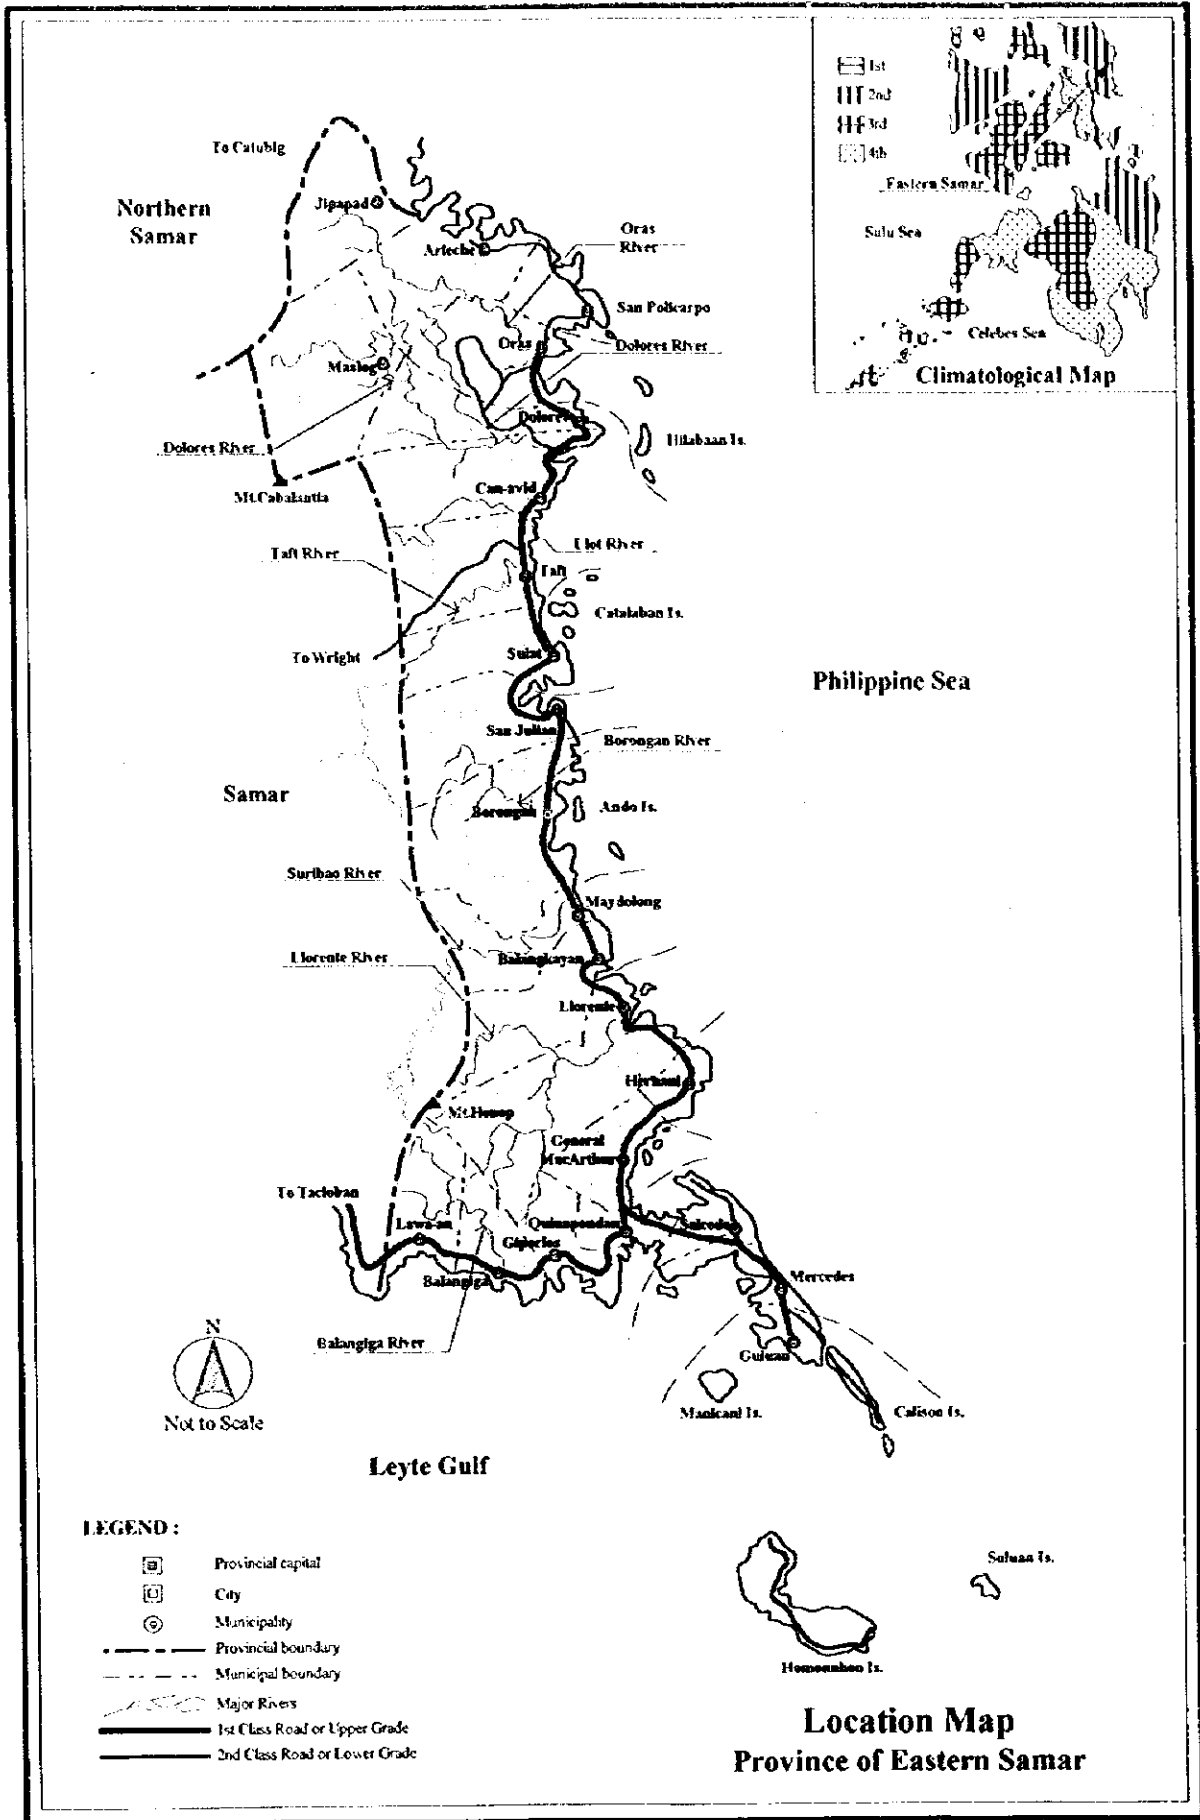 1st
2nd
3rd
4th
Eastern Samar
Sulu Sea
Celebes Sea
Climatological Map
To Catubig
Northern
Samar
Jipapad
Arteche
Oras
River
San Policarpo
Oras
Dolores River
Maslog
Dolores
Dolores River
Hilabaan Is.
Mt.Cabalantia
Can-avid
Taft River
Ulot River
Taft
Catalaban Is.
To Wright
Sulat
Philippine Sea
San Julian
Borongan River
Samar
Borongan
Ando Is.
Suribao River
Maydolong
Llorente River
Balangkayan
Llorente
Hernani
Mt.Honop
General
MacArthur
To Tacloban
Lawa-an
Quinapondan
Salcedo
Giporlos
Balangiga
Mercedes
Balangiga River
Guiuan
N
Not to Scale
Manicani Is.
Calison Is.
Leyte Gulf
LEGEND :
Provincial capital
City
Municipality
Provincial boundary
Municipal boundary
Major Rivers
1st Class Road or Upper Grade
2nd Class Road or Lower Grade
Suluan Is.
Homonhon Is.
Location Map
Province of Eastern Samar